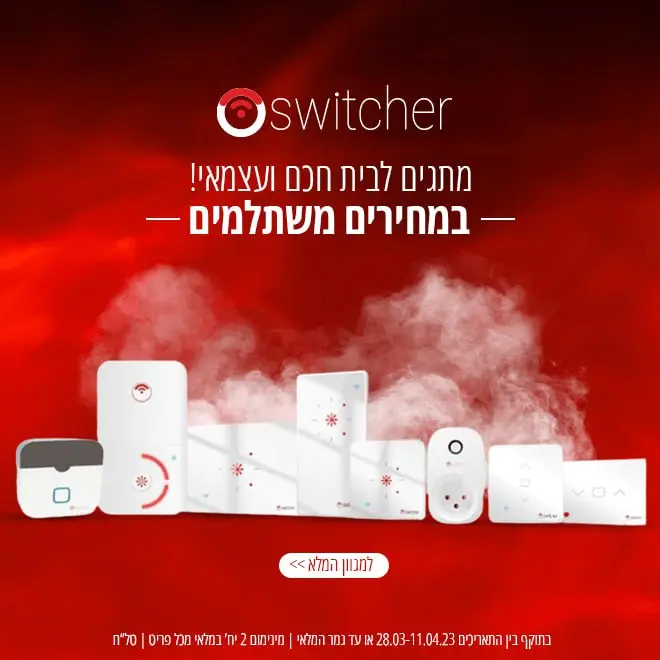 switcher
מתגים לבית חכם ועצמאי!
במחירים משתלמים
למגוון המלא >>
בתוקף בין התאריכים 28.03-11.04.23 או עד גמר המלאי | מינימום 2 יח' במלאי מכל פריט | טל"ח